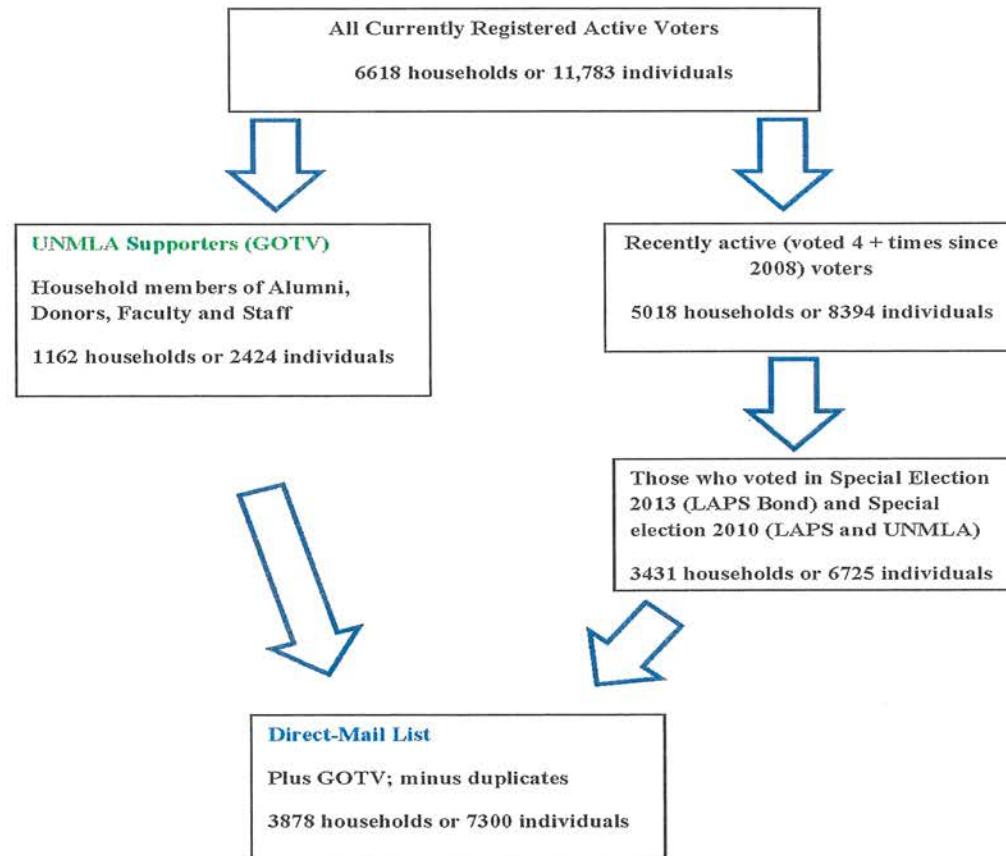 All Currently Registered Active Voters
6618 households or 11,783 individuals
UNMLA Supporters (GOTV)
Household members of Alumni,
Donors, Faculty and Staff
1162 households or 2424 individuals
Recently active (voted 4 + times since
2008) voters
5018 households or 8394 individuals
Those who voted in Special Election
2013 (LAPS Bond) and Special
election 2010 (LAPS and UNMLA)
3431 households or 6725 individuals
Direct-Mail List
Plus GOTV; minus duplicates
3878 households or 7300 individuals